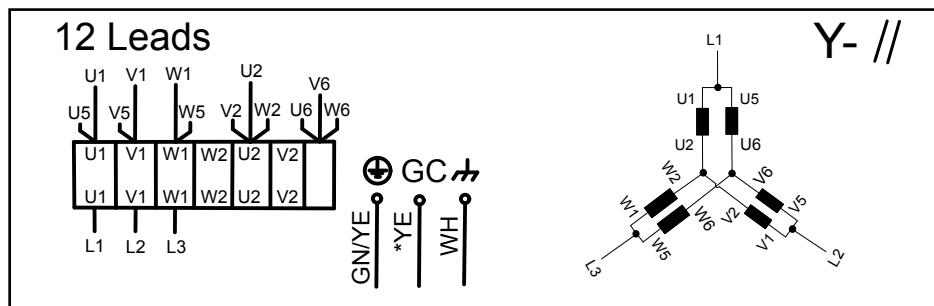 12 Leads
Y- //
U1 V1 W1 U2 V6
U5 V5 W5 V2 W2 U6 W6
U1 V1 W1 W2 U2 V2
U1 V1 W1 W2 U2 V2
L1 L2 L3
GC
GN/YE *YE WH
L1
U1 U5
U2 U6
W2 V6
W1 W6 V2 V5
W5 V1
L3 L2